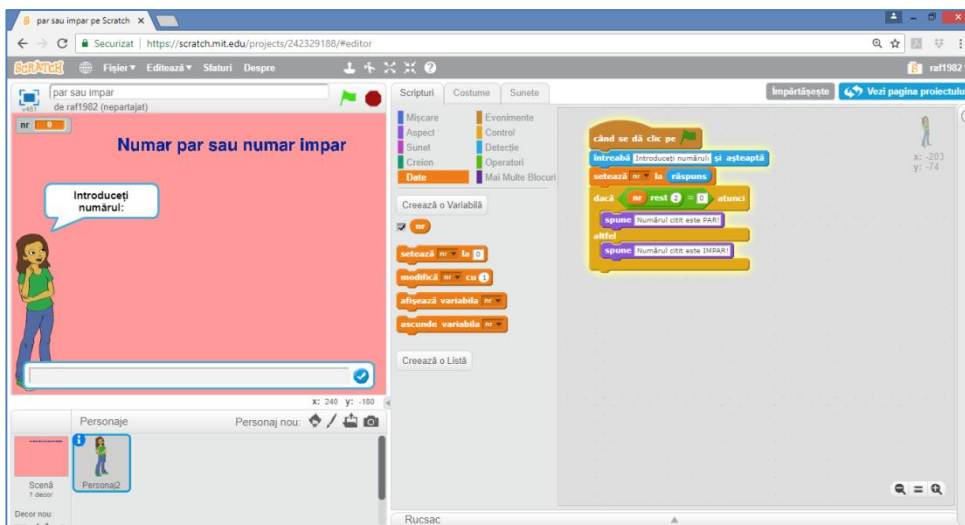 par sau impar pe Scratch
Securizat | https://scratch.mit.edu/projects/242329188/#editor
SCRATCH Fișier Editează Sfaturi Despre raf1982
par sau impar
v461 de raf1982 (nepartajat)
nr 0
Numar par sau numar impar
Introduceți
numărul:
x: 240 y: -180
Personaje Personaj nou:
Scenă
1 decor
Personaj2
Decor nou:
Scripturi Costume Sunete
Împărtășește Vezi pagina proiectulu
Mișcare Evenimente
Aspect Control
Sunet Detecție
Creion Operatori
Date Mai Multe Blocuri
Creează o Variabilă
nr
setează nr la 0
modifică nr cu 1
afișează variabila nr
ascunde variabila nr
Creează o Listă
când se dă clic pe
întreabă Introduceți numărul: și așteaptă
setează nr la răspuns
dacă nr rest 2 = 0 atunci
spune Numărul citit este PAR!
altfel
spune Numărul citit este IMPAR!
x: -203
y: -74
Rucsac